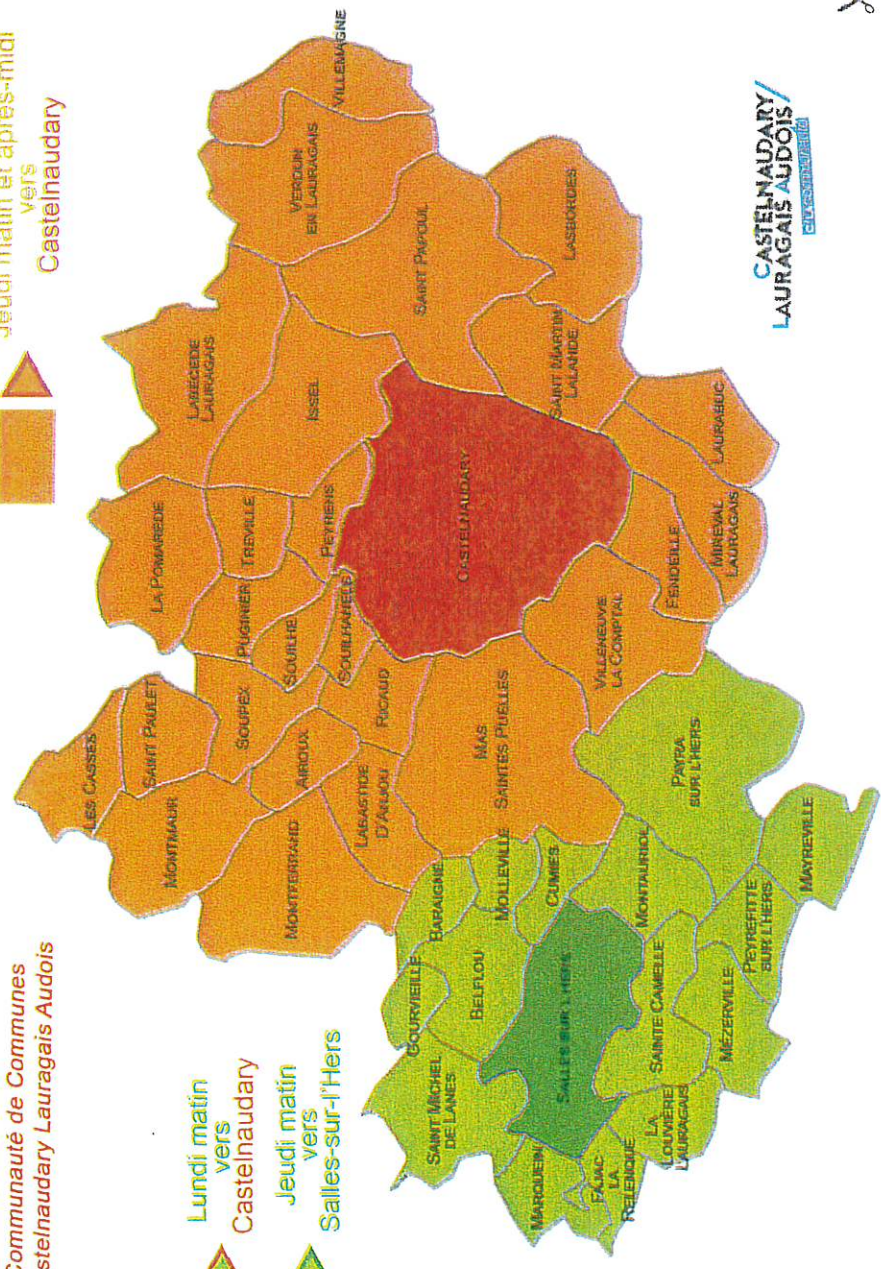 Communauté de Communes
stelnaudary Lauragais Audois
Jeudi matin et après-midi
vers
Castelnaudary
Lundi matin
vers
Castelnaudary
Jeudi matin
vers
Salles-sur-l'Hers
LES CASSES
SAINT PAULET
MONTMAUR
SOUPEX
AIROUX
MONTFERRAND
LABASTIDE
D'ANJOU
RICAUD
LA POMAREDE
TREVILLE
PUGINIER
SOUILHE
SOUILHANELS
PEYRENS
LABECEDE
LAURAGAIS
ISSEL
VERDUN
EN LAURAGAIS
VILLEMAGNE
SAINT PAPOUL
LASBORDES
SAINT MARTIN
LALANDE
CASTELNAUDARY
MAS
SAINTES PUELLES
VILLENEUVE
LA COMPTAL
FENDEILLE
MIREVAL
LAURAGAIS
LAURABUC
BARAIGNE
MOLLEVILLE
CUMIES
GOURVIEILLE
BELFLOU
SAINT MICHEL
DE LANES
SALLES SUR L'HERS
MARQUEIN
FAJAC
LA
RELENQUE
LA
LOUVIERE
LAURAGAIS
SAINTE CAMELLE
MEZERVILLE
MONTAURIOL
PEYREFITTE
SUR L'HERS
PAYRA
SUR L'HERS
MAYREVILLE
CASTELNAUDARY/
LAURAGAIS AUDOIS/